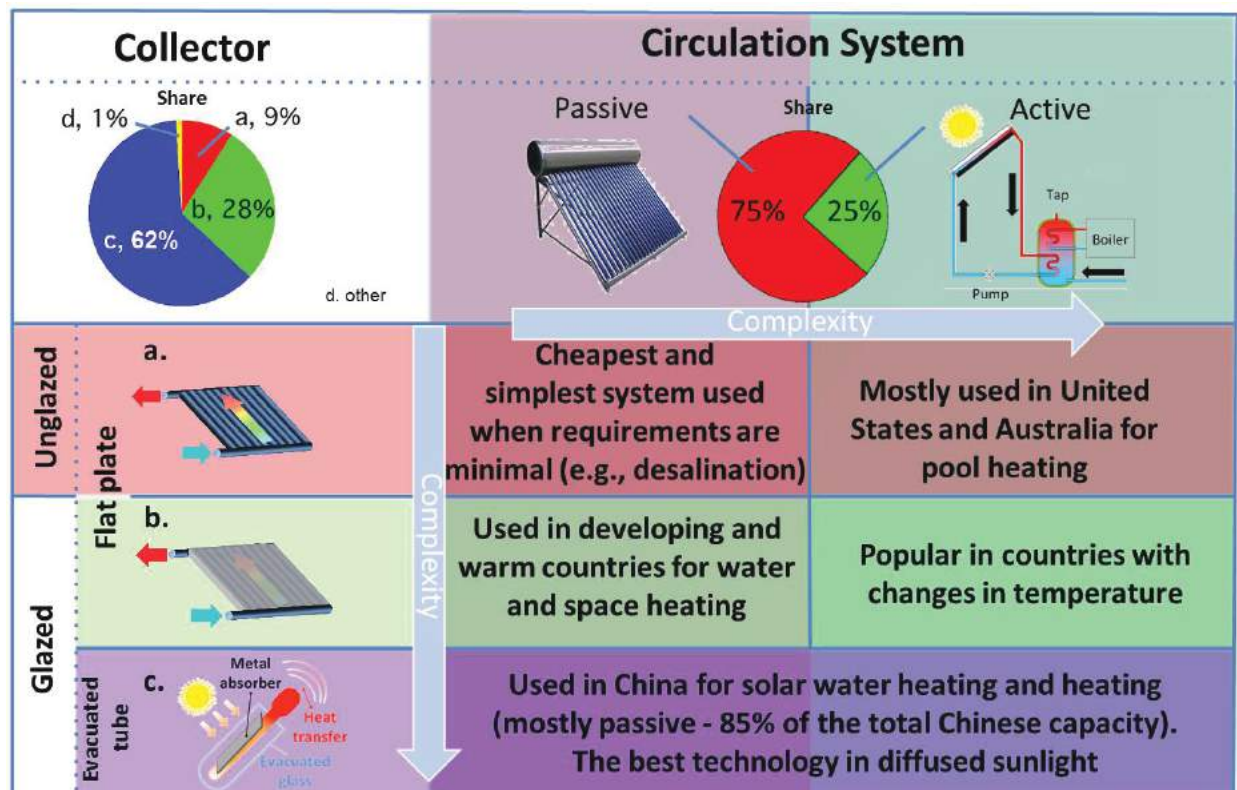 Collector
Circulation System
Share
d, 1%
a, 9%
b, 28%
c, 62%
d. other
Passive
Share
Active
75%
25%
Tap
Boiler
Pump
Complexity
Unglazed
Flat plate
a.
Cheapest and
simplest system used
when requirements are
minimal (e.g., desalination)
Mostly used in United
States and Australia for
pool heating
Complexity
Glazed
b.
Used in developing and
warm countries for water
and space heating
Popular in countries with
changes in temperature
Evacuated
tube
c.
Metal
absorber
Heat
transfer
Evacuated
glass
Used in China for solar water heating and heating
(mostly passive - 85% of the total Chinese capacity).
The best technology in diffused sunlight